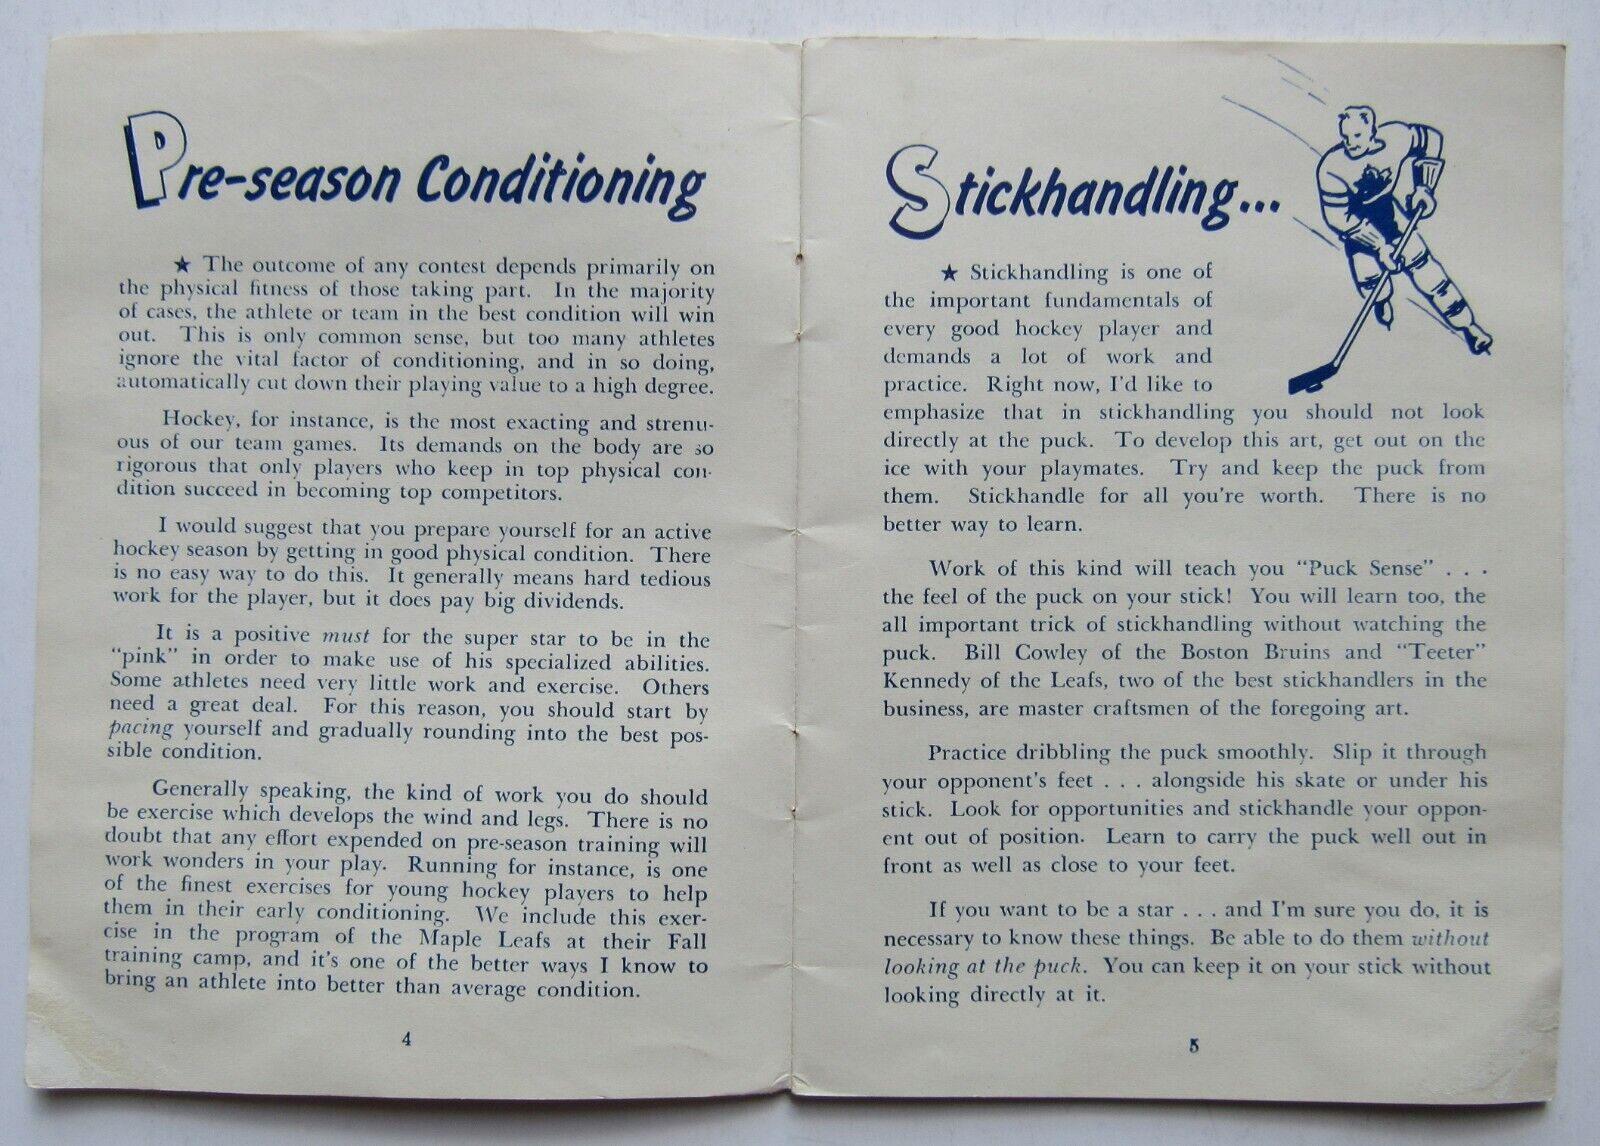 Pre-season Conditioning
★ The outcome of any contest depends primarily on
the physical fitness of those taking part. In the majority
of cases, the athlete or team in the best condition will win
out. This is only common sense, but too many athletes
ignore the vital factor of conditioning, and in so doing,
automatically cut down their playing value to a high degree.
Hockey, for instance, is the most exacting and strenu-
ous of our team games. Its demands on the body are so
rigorous that only players who keep in top physical con-
dition succeed in becoming top competitors.
I would suggest that you prepare yourself for an active
hockey season by getting in good physical condition. There
is no easy way to do this. It generally means hard tedious
work for the player, but it does pay big dividends.
It is a positive must for the super star to be in the
"pink" in order to make use of his specialized abilities.
Some athletes need very little work and exercise. Others
need a great deal. For this reason, you should start by
pacing yourself and gradually rounding into the best pos-
sible condition.
Generally speaking, the kind of work you do should
be exercise which develops the wind and legs. There is no
doubt that any effort expended on pre-season training will
work wonders in your play. Running for instance, is one
of the finest exercises for young hockey players to help
them in their early conditioning. We include this exer-
cise in the program of the Maple Leafs at their Fall
training camp, and it's one of the better ways I know to
bring an athlete into better than average condition.
4
Stickhandling...
★ Stickhandling is one of
the important fundamentals of
every good hockey player and
demands a lot of work and
practice. Right now, I'd like to
emphasize that in stickhandling you should not look
directly at the puck. To develop this art, get out on the
ice with your playmates. Try and keep the puck from
them. Stickhandle for all you're worth. There is no
better way to learn.
Work of this kind will teach you "Puck Sense" . . .
the feel of the puck on your stick! You will learn too, the
all important trick of stickhandling without watching the
puck. Bill Cowley of the Boston Bruins and "Teeter"
Kennedy of the Leafs, two of the best stickhandlers in the
business, are master craftsmen of the foregoing art.
Practice dribbling the puck smoothly. Slip it through
your opponent's feet . . . alongside his skate or under his
stick. Look for opportunities and stickhandle your oppon-
ent out of position. Learn to carry the puck well out in
front as well as close to your feet.
If you want to be a star . . . and I'm sure you do, it is
necessary to know these things. Be able to do them without
looking at the puck. You can keep it on your stick without
looking directly at it.
5